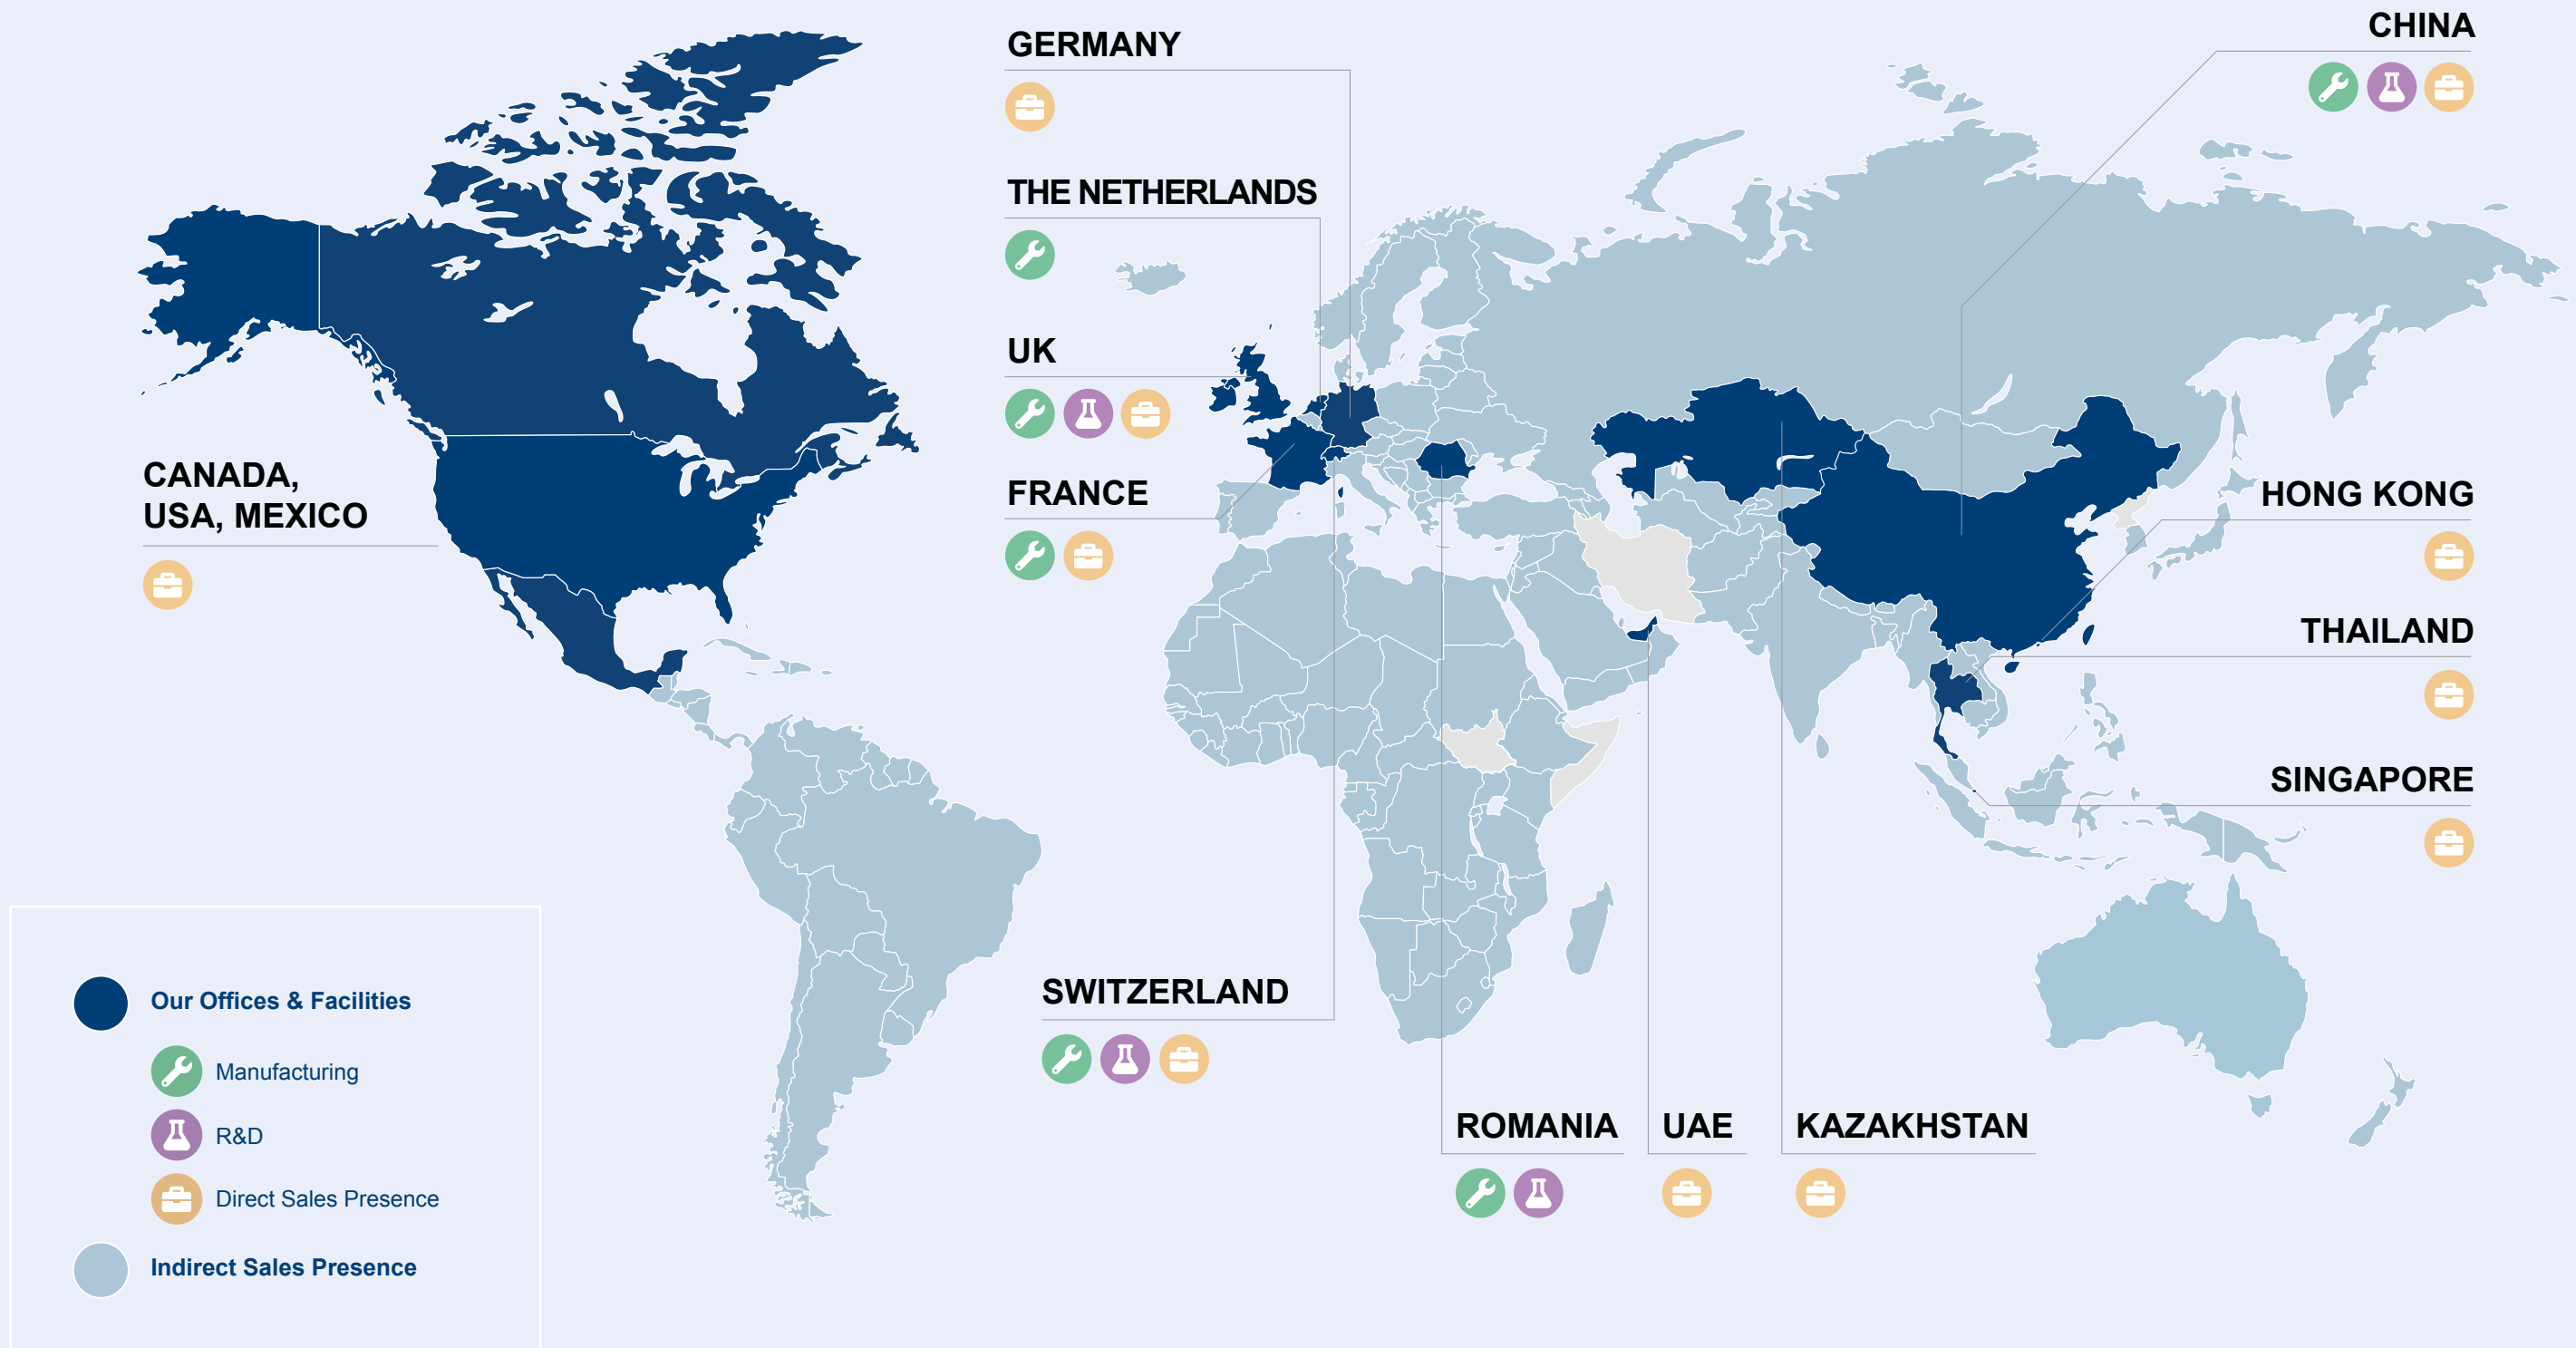 GERMANY
CHINA
THE NETHERLANDS
UK
CANADA,
USA, MEXICO
FRANCE
HONG KONG
THAILAND
SINGAPORE
SWITZERLAND
ROMANIA
UAE
KAZAKHSTAN
Our Offices & Facilities
Manufacturing
R&D
Direct Sales Presence
Indirect Sales Presence